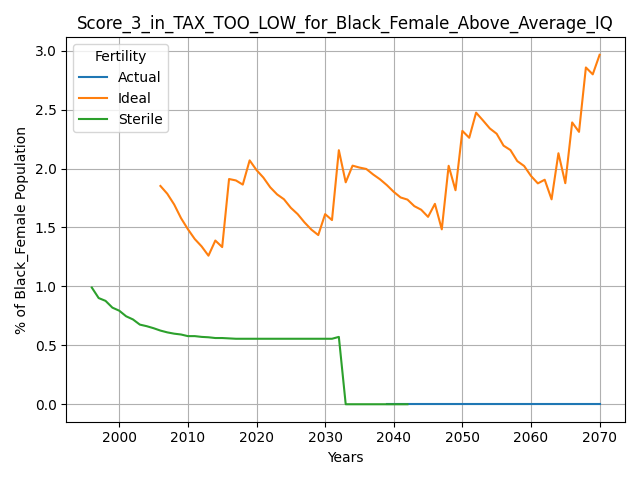 Score_3_in_TAX_TOO_LOW_for_Black_Female_Above_Average_IQ
Fertility
Actual
Ideal
Sterile
% of Black_Female Population
3.0
2.5
2.0
1.5
1.0
0.5
0.0
2000 2010 2020 2030 2040 2050 2060 2070
Years